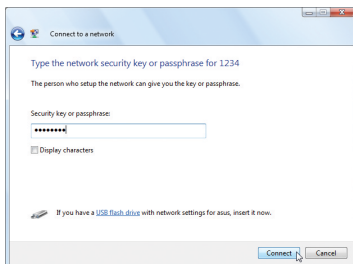 Connect to a network
Type the network security key or passphrase for 1234
The person who setup the network can give you the key or passphrase.
Security key or passphrase:
••••••••
Display characters
If you have a USB flash drive with network settings for asus, insert it now.
Connect Cancel